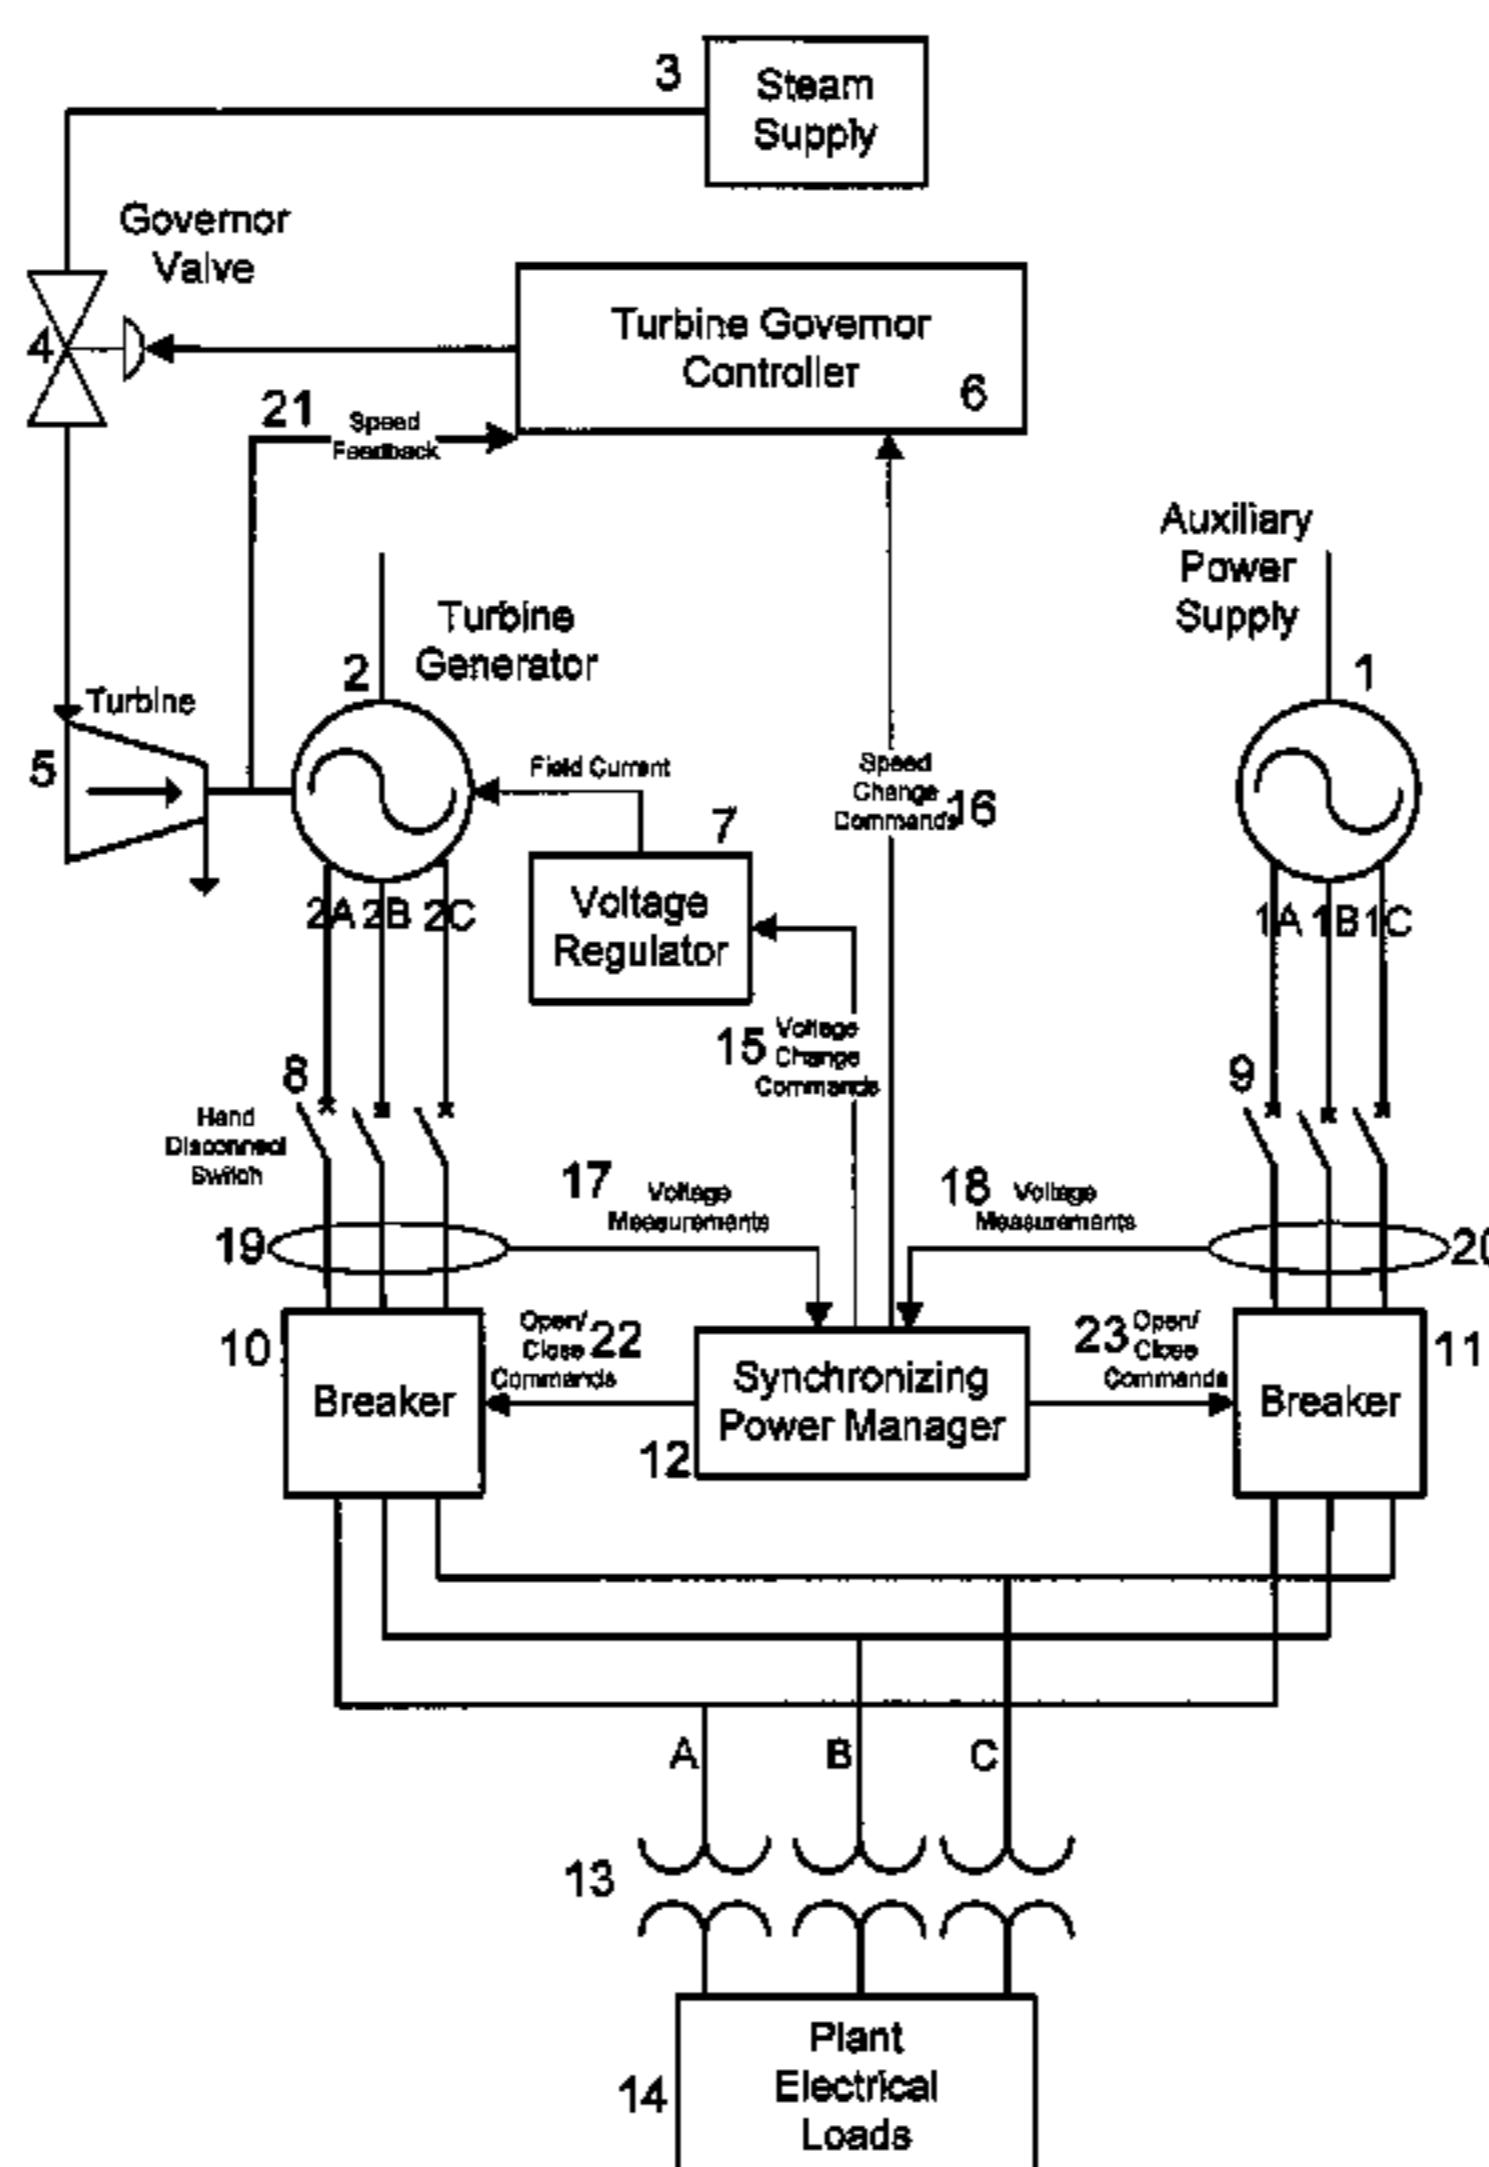 3
Steam
Supply
Governor
Valve
4
Turbine Governor
Controller
6
21
Speed
Feedback
Auxiliary
Power
Supply
1
Turbine
Generator
2
Turbine
5
Field Current
7
Speed
Change
Commands
16
Voltage
Regulator
2A
2B
2C
1A
1B
1C
15
Voltage
Change
Commands
8
Hand
Disconnect
Switch
9
17
Voltage
Measurements
18
Voltage
Measurements
19
20
10
Breaker
Open/
Close
Commands
22
Synchronizing
Power Manager
12
23
Open/
Close
Commands
Breaker
11
A
B
C
13
14
Plant
Electrical
Loads